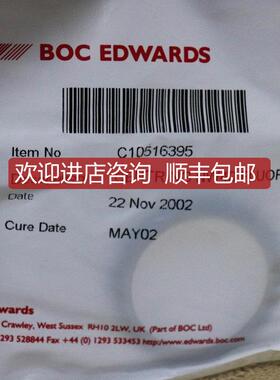 BOC EDWARDS
Item No C10516395
欢迎进店咨询 顺丰包邮
Date 22 Nov 2002
Cure Date MAY02
wards
Crawley, West Sussex RH10 2LW, UK (Part of BOC Ltd)
293 528844 Fax +44 (0) 1293 533453 http://www.edwards.boc.com